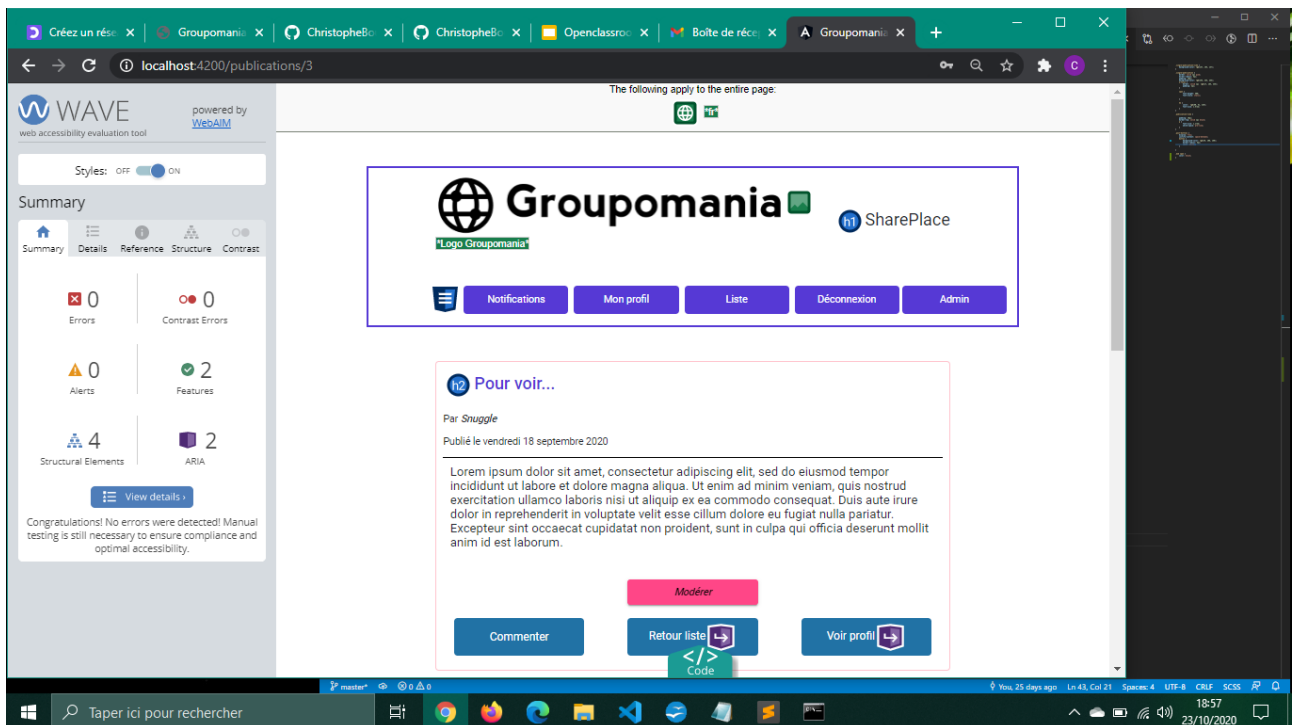 Créez un rése
Groupomania
ChristopheBo
ChristopheBo
Openclassroo
Boîte de récep
Groupomania
localhost:4200/publications/3
C
WAVE
powered by
WebAIM
web accessibility evaluation tool
Styles: OFF ON
Summary
Summary Details Reference Structure Contrast
0 0
Errors Contrast Errors
0 2
Alerts Features
4 2
Structural Elements ARIA
View details ›
Congratulations! No errors were detected! Manual
testing is still necessary to ensure compliance and
optimal accessibility.
The following apply to the entire page:
*fr*
Groupomania
*Logo Groupomania*
h1 SharePlace
Notifications Mon profil Liste Déconnexion Admin
h2 Pour voir...
Par Snuggle
Publié le vendredi 18 septembre 2020
Lorem ipsum dolor sit amet, consectetur adipiscing elit, sed do eiusmod tempor
incididunt ut labore et dolore magna aliqua. Ut enim ad minim veniam, quis nostrud
exercitation ullamco laboris nisi ut aliquip ex ea commodo consequat. Duis aute irure
dolor in reprehenderit in voluptate velit esse cillum dolore eu fugiat nulla pariatur.
Excepteur sint occaecat cupidatat non proident, sunt in culpa qui officia deserunt mollit
anim id est laborum.
Modérer
Commenter Retour liste Voir profil
</>
Code
master* 0 0 You, 25 days ago Ln 43, Col 21 Spaces: 4 UTF-8 CRLF SCSS
Taper ici pour rechercher
18:57
23/10/2020